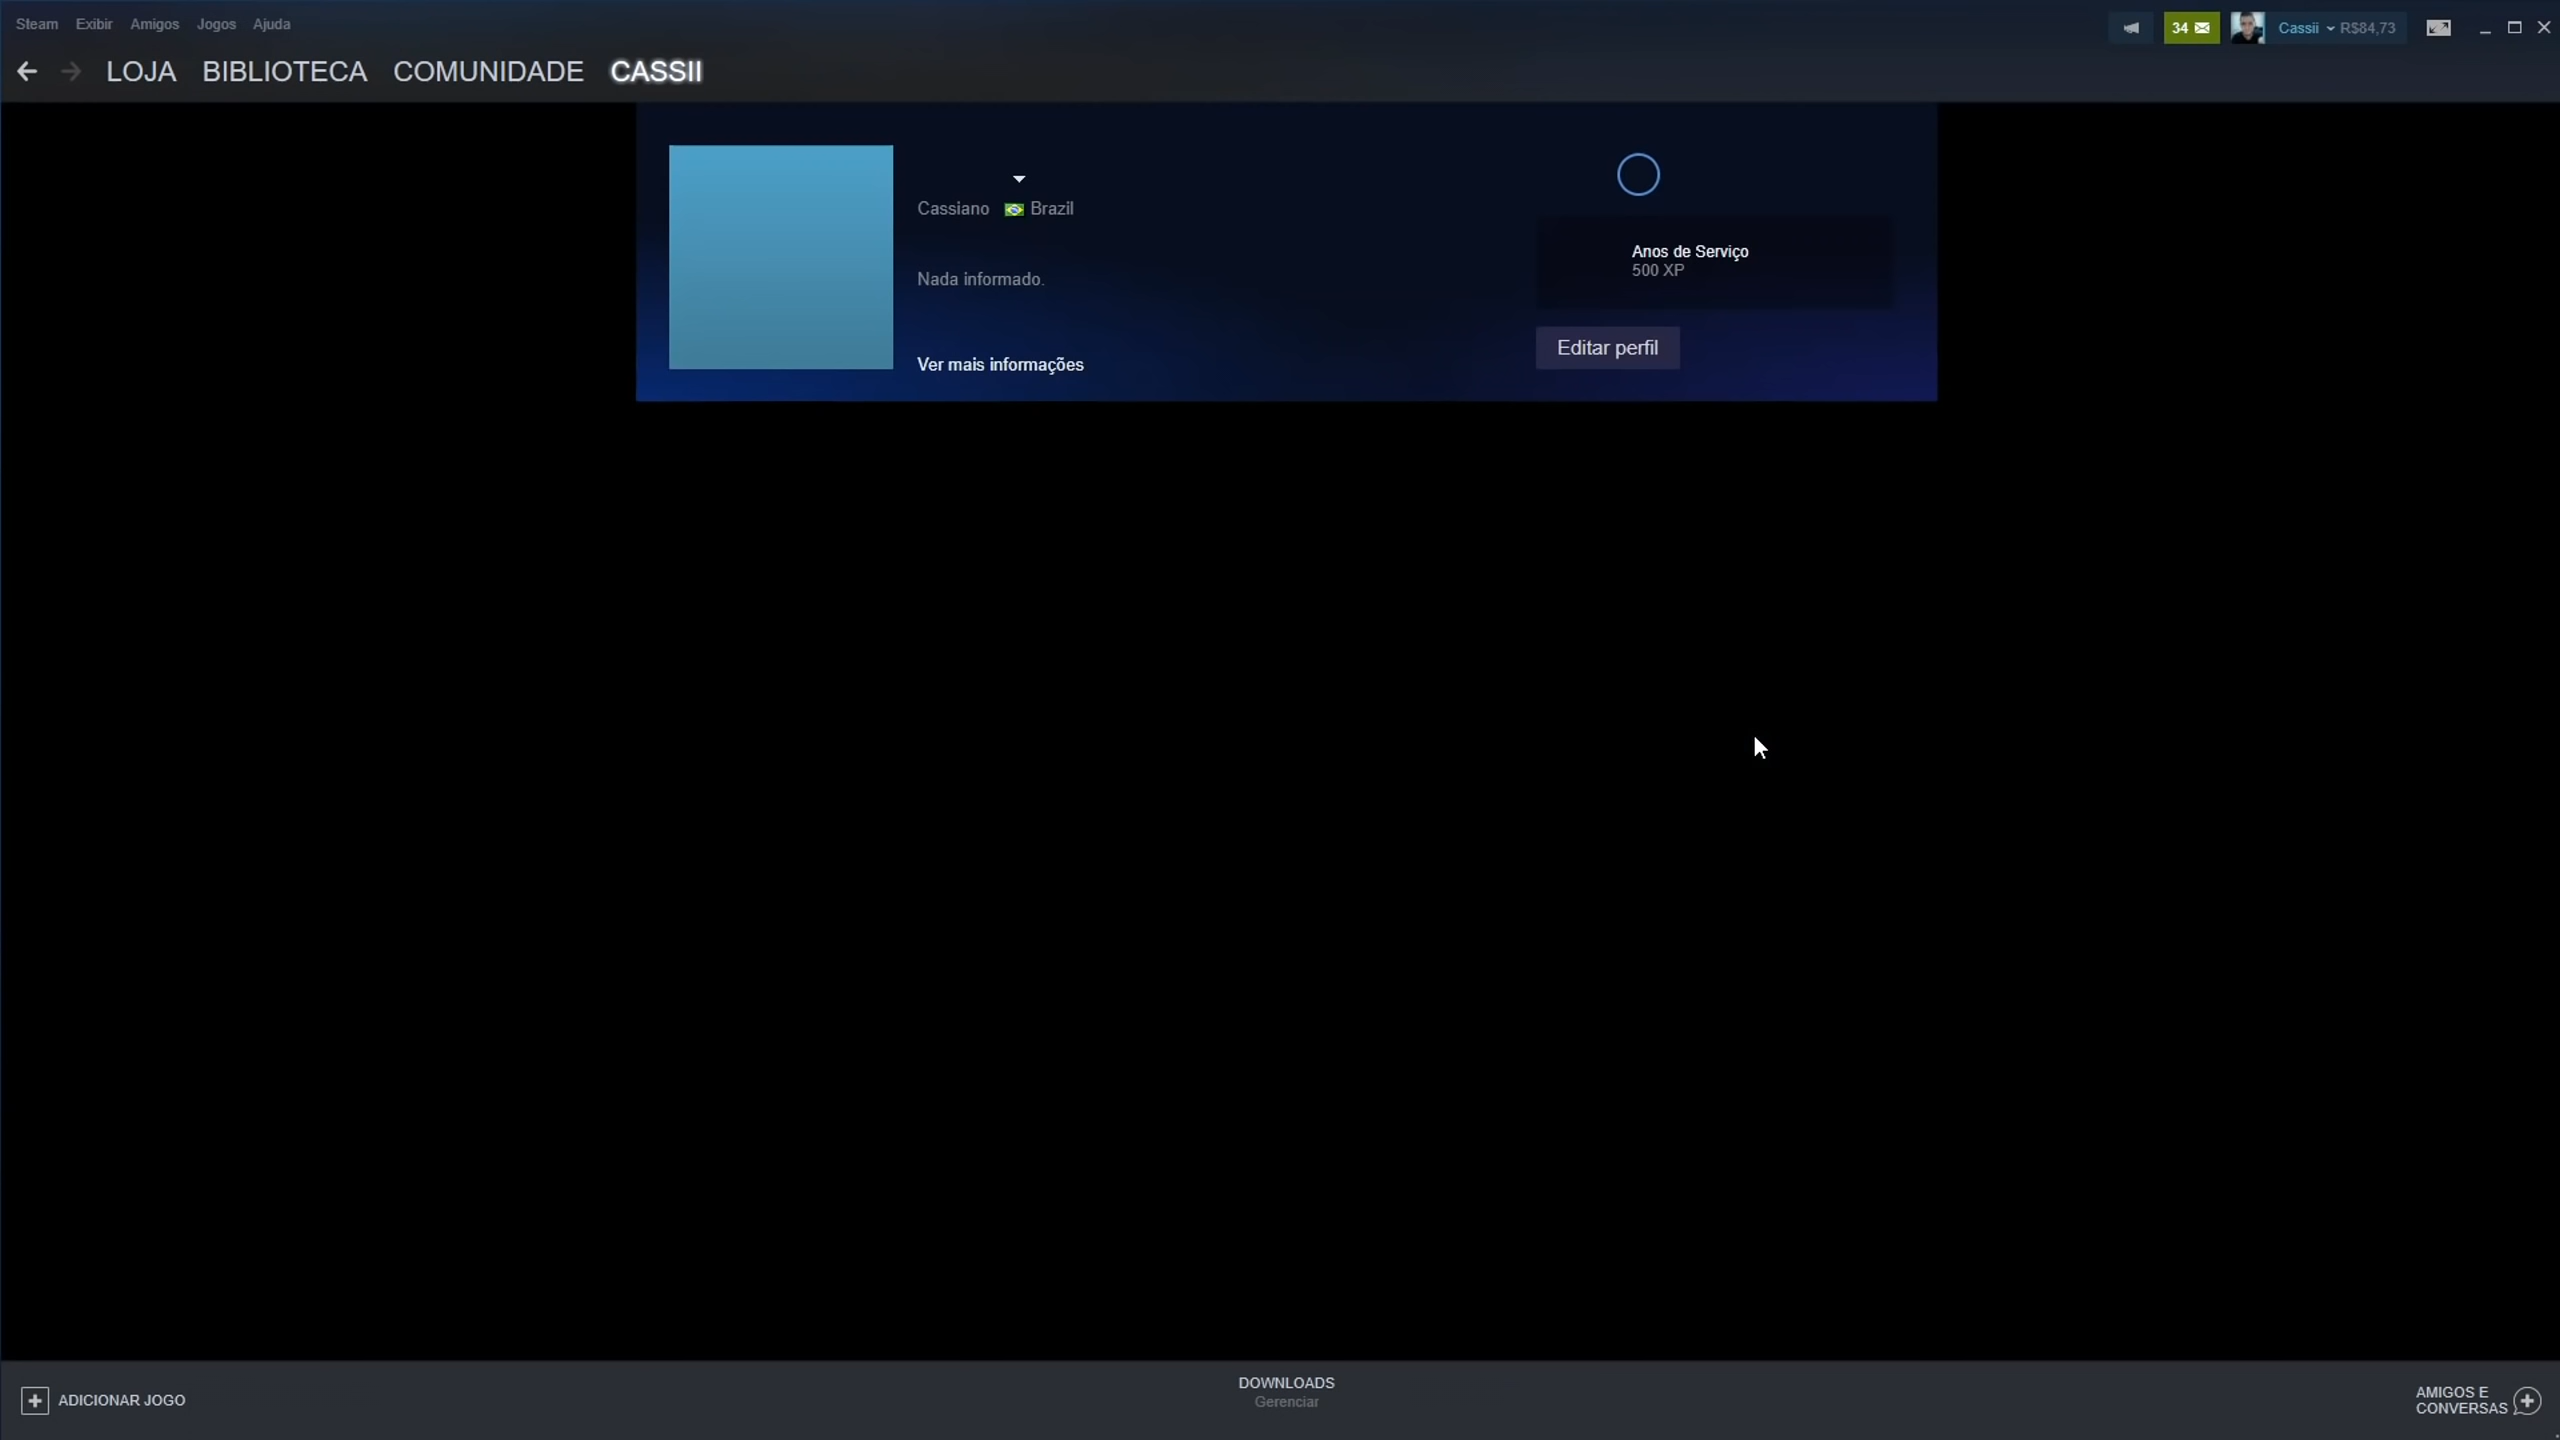 Steam Exibir Amigos Jogos Ajuda
34
Cassii R$84,73
LOJA BIBLIOTECA COMUNIDADE CASSII
Cassiano Brazil
Nada informado.
Ver mais informações
Anos de Serviço
500 XP
Editar perfil
ADICIONAR JOGO
DOWNLOADS
Gerenciar
AMIGOS E
CONVERSAS